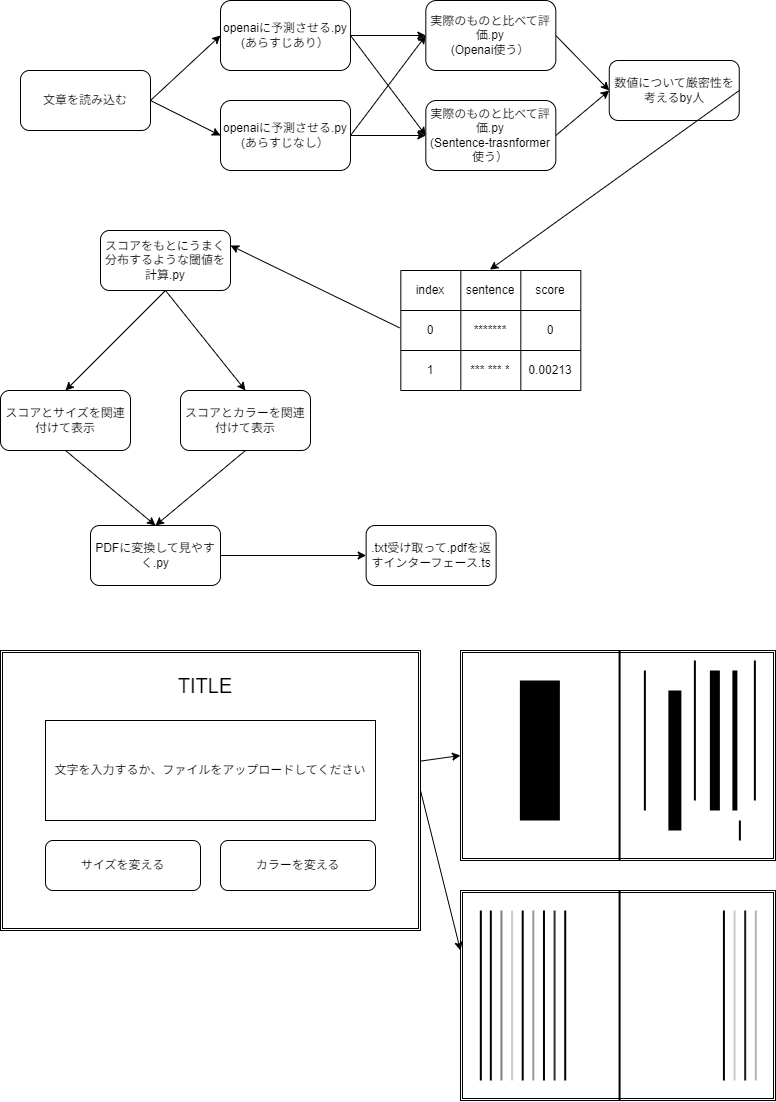 文章を読み込む
openaiに予測させる.py
(あらすじあり)
openaiに予測させる.py
(あらすじなし)
実際のものと比べて評
価.py
(Openai使う)
実際のものと比べて評
価.py
(Sentence-trasnformer
使う)
数値について厳密性を
考えるby人
index sentence score
0 ******* 0
1 *** *** * 0.00213
スコアをもとにうまく
分布するような閾値を
計算.py
スコアとサイズを関連
付けて表示
スコアとカラーを関連
付けて表示
PDFに変換して見やす
く.py
.txt受け取って.pdfを返
すインターフェース.ts
TITLE
文字を入力するか、ファイルをアップロードしてください
サイズを変える
カラーを変える